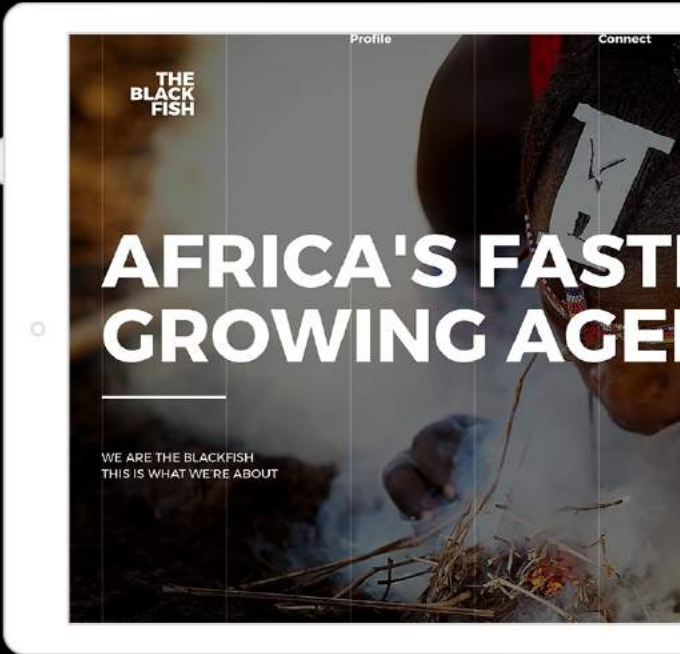 Profile
Connect
THE
BLACK
FISH
AFRICA'S FAST
GROWING AGE
WE ARE THE BLACKFISH
THIS IS WHAT WE'RE ABOUT